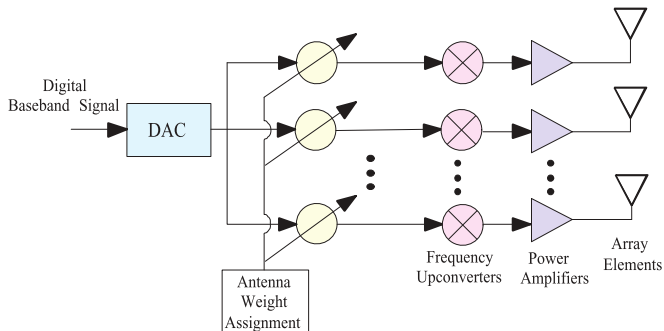 Digital
Baseband Signal
DAC
Antenna
Weight
Assignment
Frequency
Upconverters
Power
Amplifiers
Array
Elements